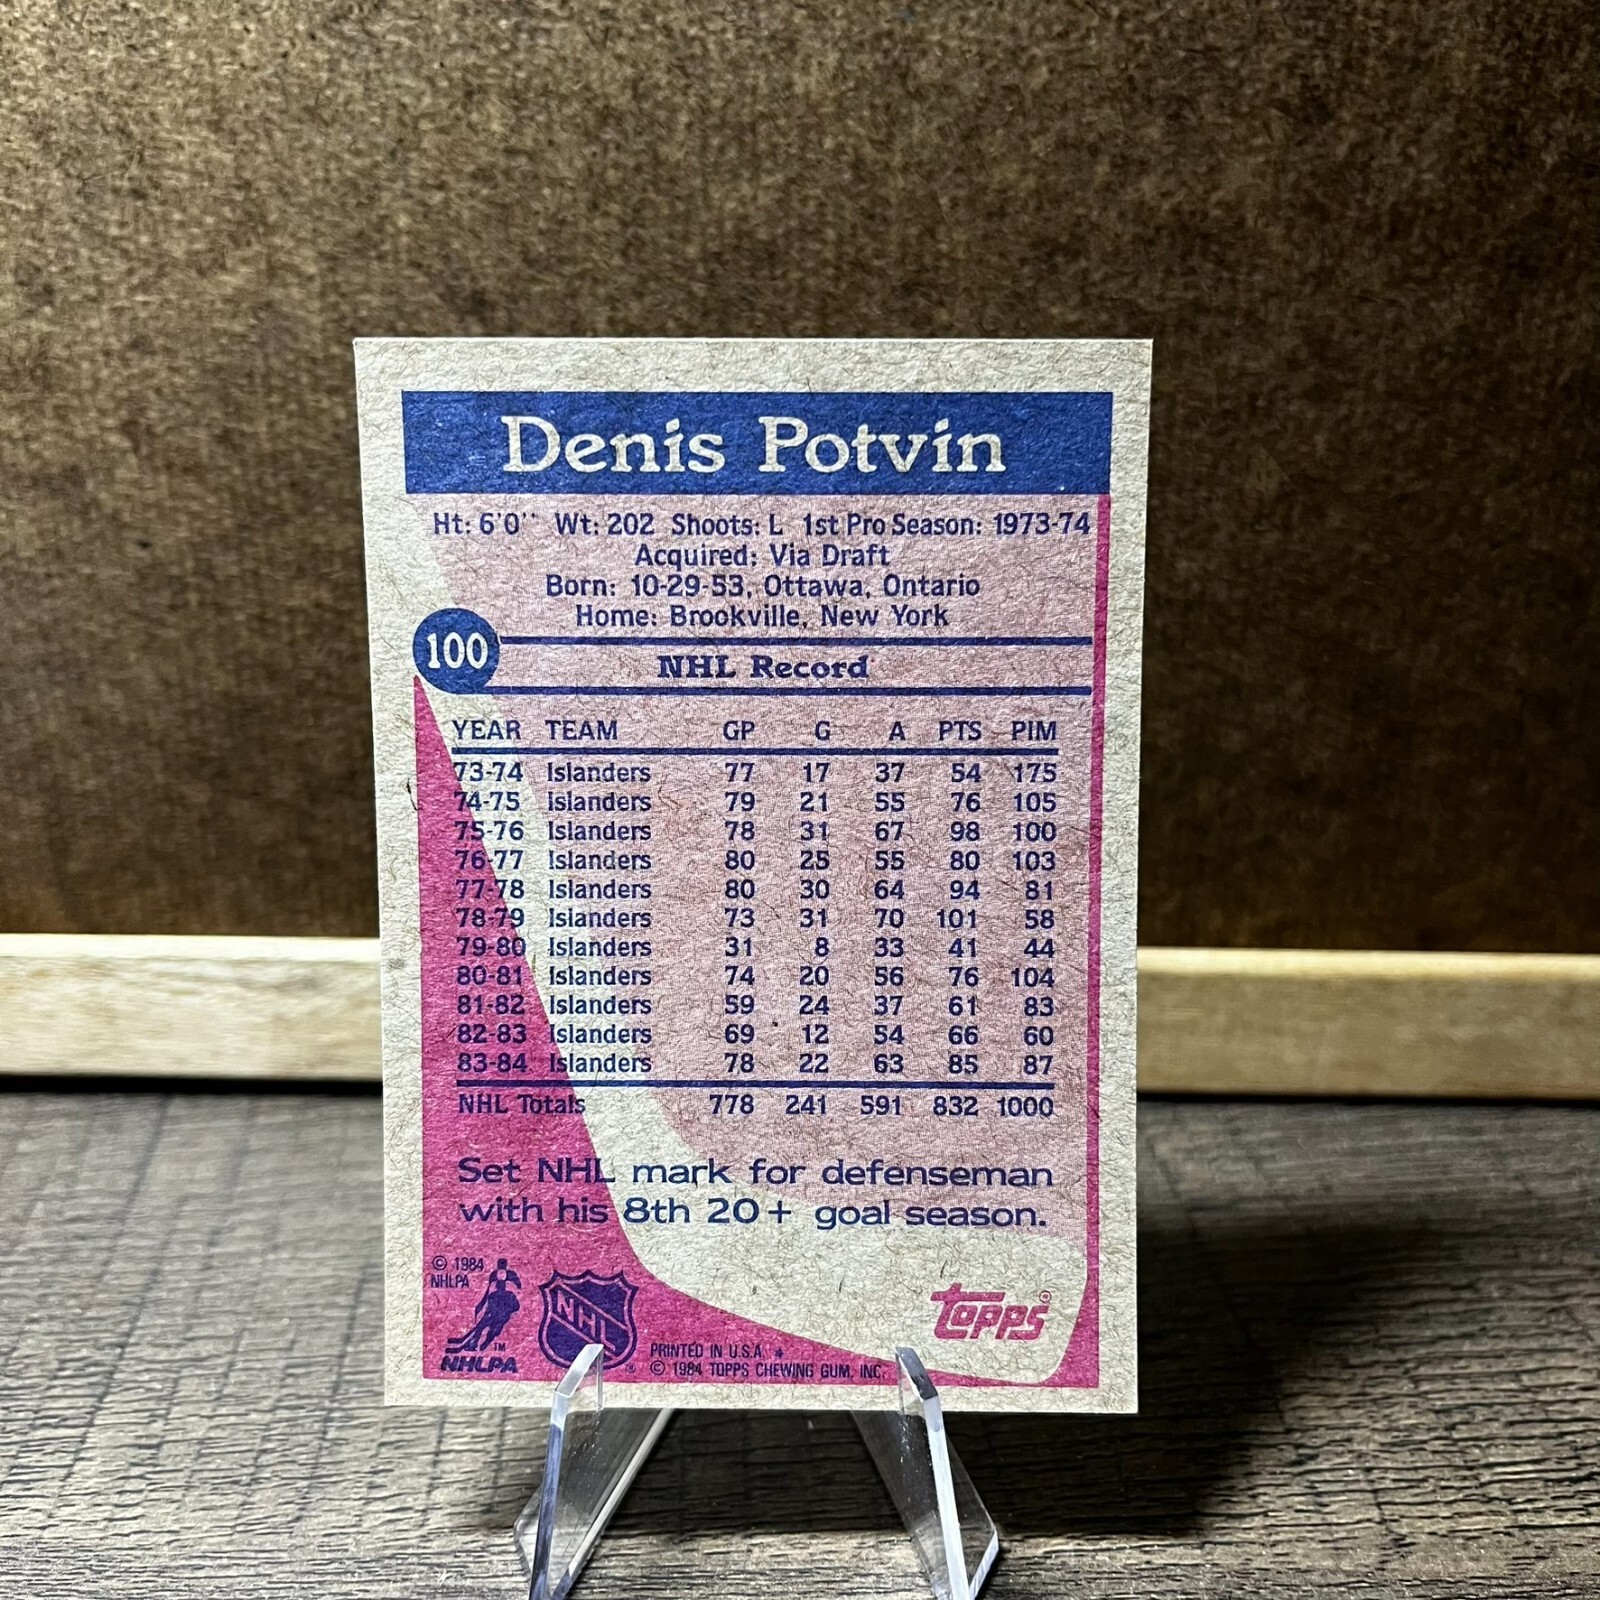 Denis Potvin
Ht: 6'0" Wt: 202 Shoots: L 1st Pro Season: 1973-74
Acquired: Via Draft
Born: 10-29-53, Ottawa, Ontario
Home: Brookville, New York
100
NHL Record
YEAR TEAM GP G A PTS PIM
73-74 Islanders 77 17 37 54 175
74-75 Islanders 79 21 55 76 105
75-76 Islanders 78 31 67 98 100
76-77 Islanders 80 25 55 80 103
77-78 Islanders 80 30 64 94 81
78-79 Islanders 73 31 70 101 58
79-80 Islanders 31 8 33 41 44
80-81 Islanders 74 20 56 76 104
81-82 Islanders 59 24 37 61 83
82-83 Islanders 69 12 54 66 60
83-84 Islanders 78 22 63 85 87
NHL Totals 778 241 591 832 1000
Set NHL mark for defenseman
with his 8th 20+ goal season.
© 1984
NHLPA
TM
NHLPA
NHL
®
PRINTED IN U.S.A. *
© 1984 TOPPS CHEWING GUM, INC.
topps®